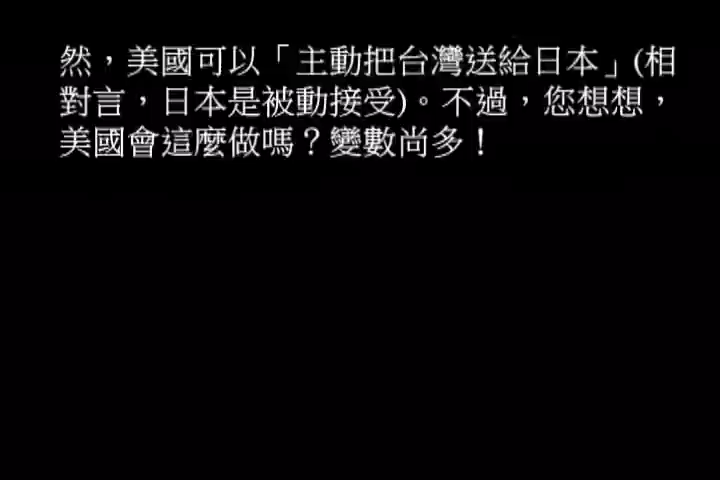 然，美國可以「主動把台灣送給日本」(相
對言，日本是被動接受)。不過，您想想，
美國會這麼做嗎？變數尚多！